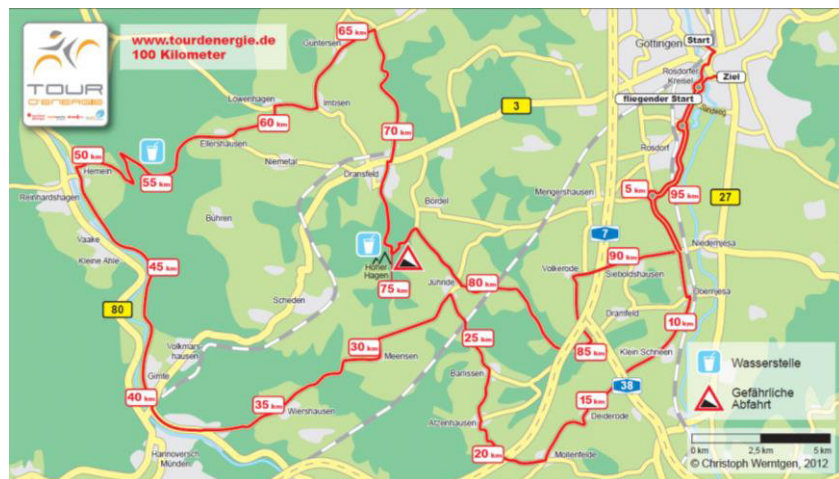 TOUR
D'ENERGIE
www.tourdenergie.de
100 Kilometer
65 km
Güntersen
Göttingen
Start
Rosdorfer
Kreisel
Ziel
fliegender Start
Sandweg
Löwenhagen
Imbsen
60 km
3
Ellershausen
70 km
50 km
Hemeln
55 km
Niemetal
Dransfeld
Rosdorf
Reinhardshagen
Bördel
Mengershausen
5 km
95 km
27
Bühren
7
Vaake
Kleine Ahle
45 km
Hoher
Hagen
75 km
Jühnde
80 km
Volkerode
90 km
Sieboldshausen
Niedernjesa
80
Scheden
Obernjesa
Dramfeld
10 km
Volkmars
hausen
30 km
Meensen
25 km
85 km
Klein Schneen
Wasserstelle
Gimte
Barlissen
38
Gefährliche
Abfahrt
40 km
35 km
Wiershausen
15 km
Deiderode
Atzenhausen
Hannoversch
Münden
20 km
Mollenfelde
0 km
2,5 km
5 km
© Christoph Werntgen, 2012